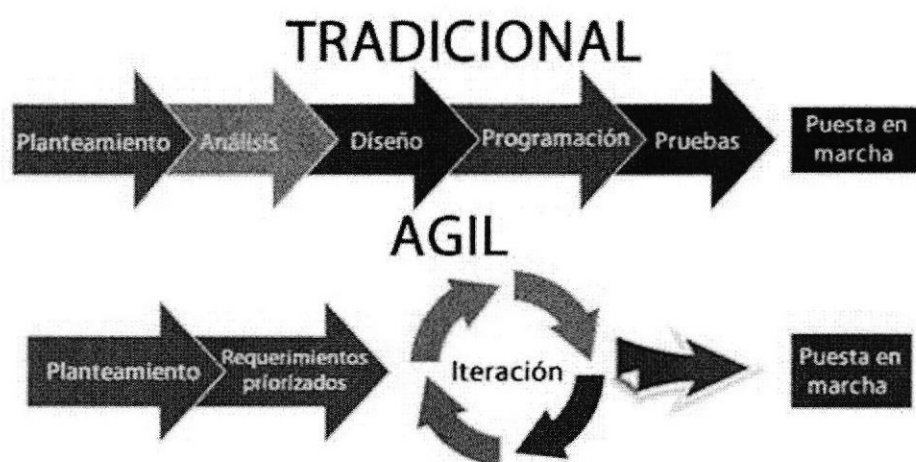 TRADICIONAL
Planteamiento
Análisis
Diseño
Programación
Pruebas
Puesta en
marcha
AGIL
Planteamiento
Requerimientos
priorizados
Iteración
Puesta en
marcha